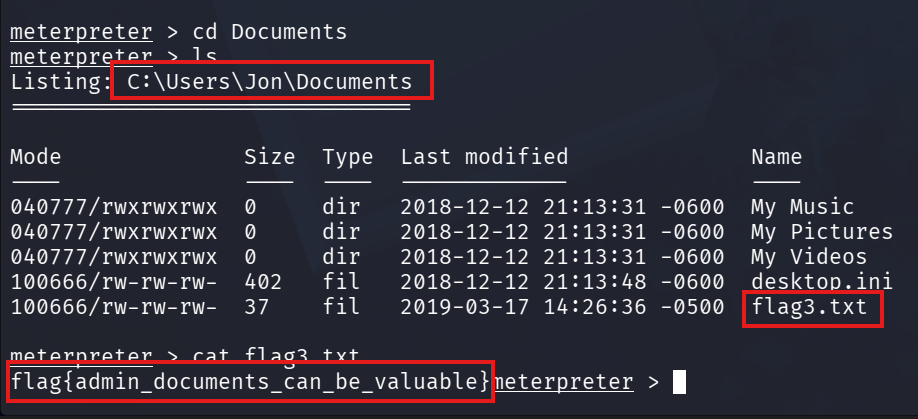 meterpreter > cd Documents
meterpreter > ls
Listing: C:\Users\Jon\Documents
Mode Size Type Last modified Name
040777/rwxrwxrwx 0 dir 2018-12-12 21:13:31 -0600 My Music
040777/rwxrwxrwx 0 dir 2018-12-12 21:13:31 -0600 My Pictures
040777/rwxrwxrwx 0 dir 2018-12-12 21:13:31 -0600 My Videos
100666/rw-rw-rw- 402 fil 2018-12-12 21:13:48 -0600 desktop.ini
100666/rw-rw-rw- 37 fil 2019-03-17 14:26:36 -0500 flag3.txt
meterpreter > cat flag3.txt
flag{admin_documents_can_be_valuable}meterpreter >